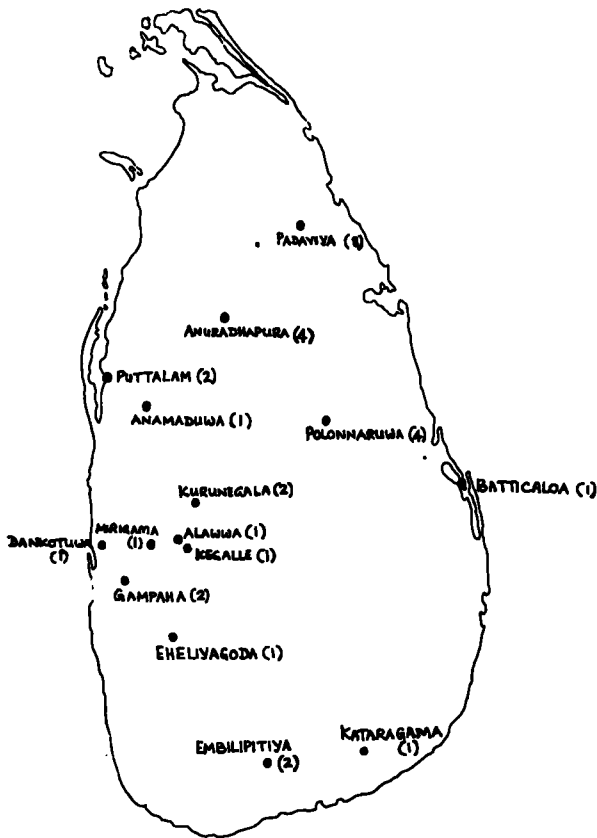 PADAVIYA (8)
ANURADHAPURA (4)
PUTTALAM (2)
ANAMADUWA (1)
POLONNARUWA (4)
BATTICALOA (1)
KURUNEGALA (2)
DANKOTUWA
(1)
MIRIGAMA
(1)
ALAWWA (1)
KEGALLE (1)
GAMPAHA (2)
EHELIYAGODA (1)
EMBILIPITIYA
(2)
KATARAGAMA
(1)